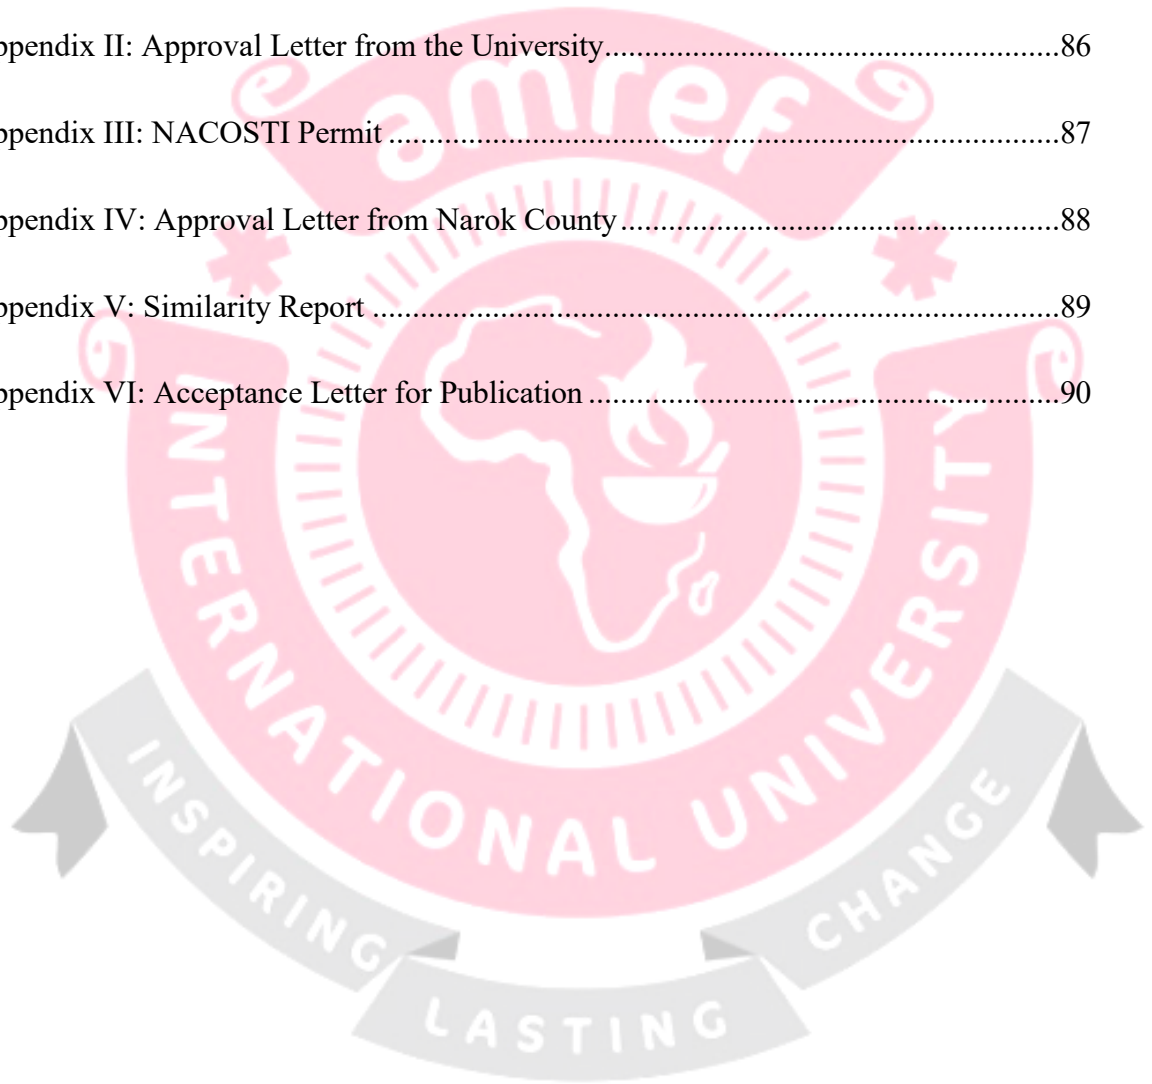 ppendix II: Approval Letter from the University........................................................86
ppendix III: NACOSTI Permit ...................................................................................87
ppendix IV: Approval Letter from Narok County......................................................88
ppendix V: Similarity Report .....................................................................................89
ppendix VI: Acceptance Letter for Publication ..........................................................90
amref
INTERNATIONAL UNIVERSITY
INSPIRING
LASTING
CHANGE